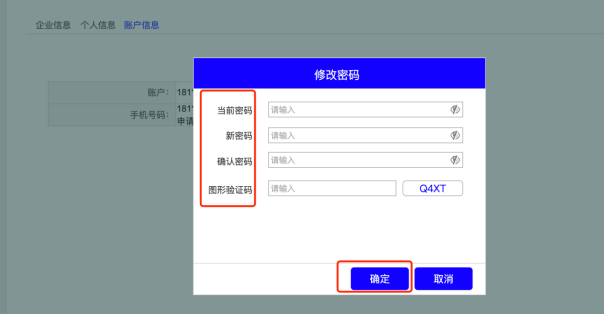 企业信息 个人信息 账户信息
修改密码
账户： 181
手机号码： 181
申请
当前密码 请输入
新密码 请输入
确认密码 请输入
图形验证码 请输入 Q4XT
确定 取消